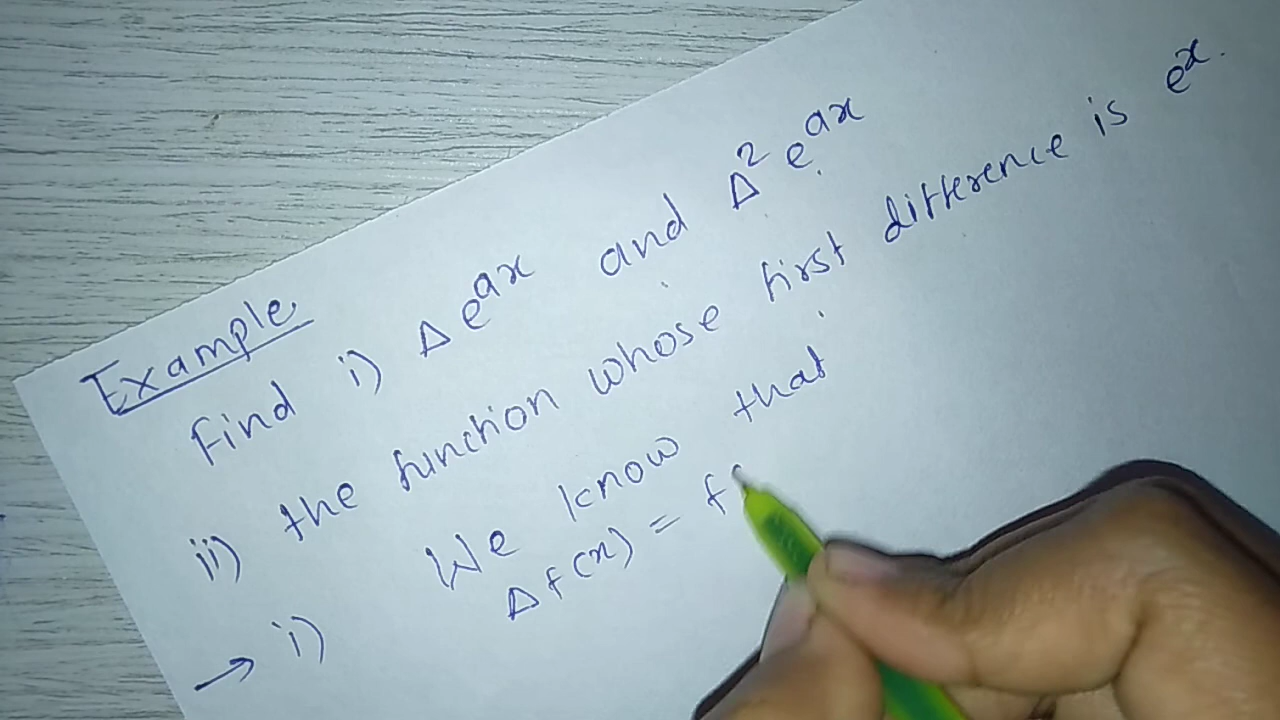 Example
Find i) Δ e^ax and Δ² e^ax
ii) the function whose first difference is e^x.
→ i) We know that
Δf(x) = f(